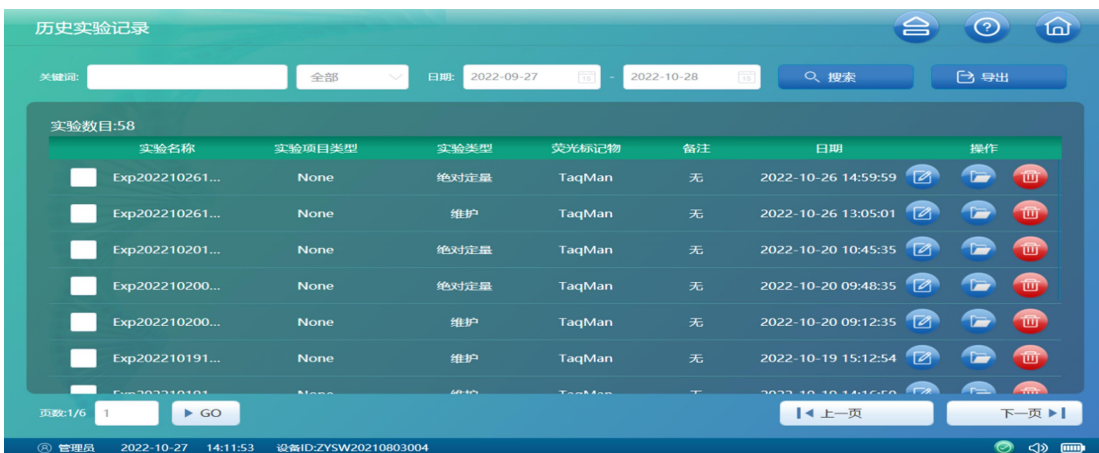 历史实验记录
关键词: 全部 日期: 2022-09-27 - 2022-10-28 搜索 导出
实验数目:58
实验名称 实验项目类型 实验类型 荧光标记物 备注 日期 操作
Exp202210261... None 绝对定量 TaqMan 无 2022-10-26 14:59:59
Exp202210261... None 维护 TaqMan 无 2022-10-26 13:05:01
Exp202210201... None 绝对定量 TaqMan 无 2022-10-20 10:45:35
Exp202210200... None 绝对定量 TaqMan 无 2022-10-20 09:48:35
Exp202210200... None 维护 TaqMan 无 2022-10-20 09:12:35
Exp202210191... None 维护 TaqMan 无 2022-10-19 15:12:54
页数:1/6 1 GO 上一页 下一页
管理员 2022-10-27 14:11:53 设备ID:ZYSW20210803004